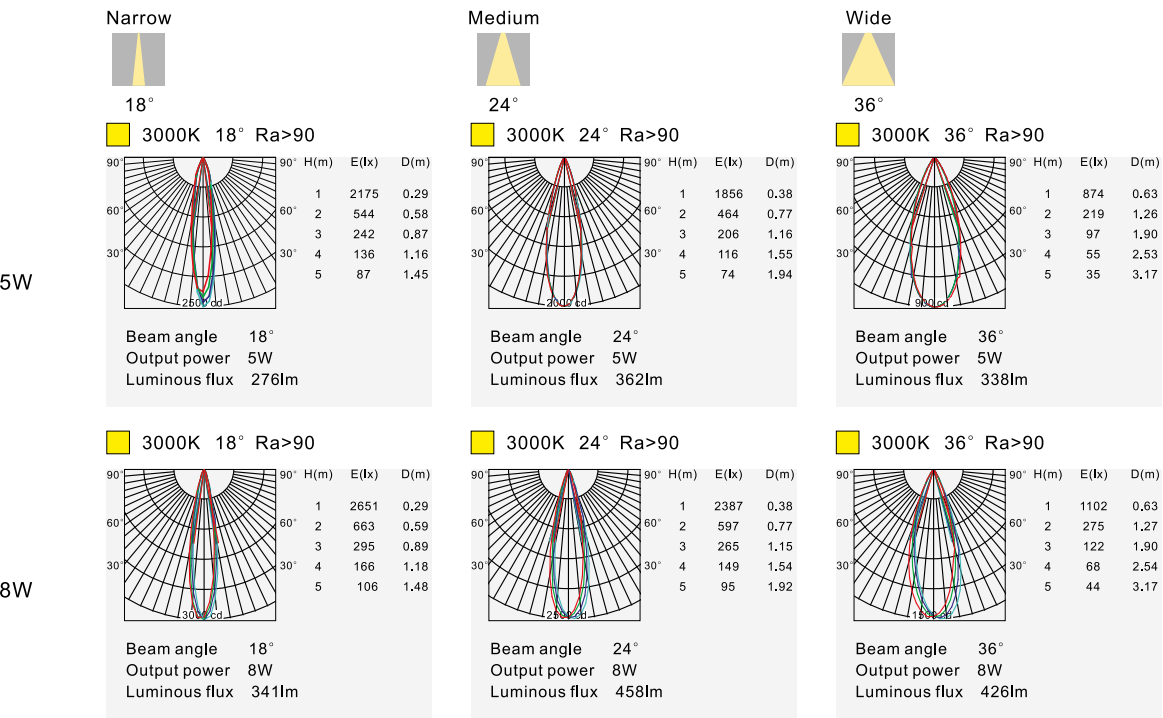 Narrow
18°
3000K 18° Ra>90
90° 90° H(m) E(lx) D(m)
1 2175 0.29
60° 60° 2 544 0.58
3 242 0.87
30° 30° 4 136 1.16
5 87 1.45
2500 cd
Beam angle 18°
Output power 5W
Luminous flux 276lm
Medium
24°
3000K 24° Ra>90
90° 90° H(m) E(lx) D(m)
1 1856 0.38
60° 60° 2 464 0.77
3 206 1.16
30° 30° 4 116 1.55
5 74 1.94
2000 cd
Beam angle 24°
Output power 5W
Luminous flux 362lm
Wide
36°
3000K 36° Ra>90
90° 90° H(m) E(lx) D(m)
1 874 0.63
60° 60° 2 219 1.26
3 97 1.90
30° 30° 4 55 2.53
5 35 3.17
900 cd
Beam angle 36°
Output power 5W
Luminous flux 338lm
5W
3000K 18° Ra>90
90° 90° H(m) E(lx) D(m)
1 2651 0.29
60° 60° 2 663 0.59
3 295 0.89
30° 30° 4 166 1.18
5 106 1.48
3000 cd
Beam angle 18°
Output power 8W
Luminous flux 341lm
3000K 24° Ra>90
90° 90° H(m) E(lx) D(m)
1 2387 0.38
60° 60° 2 597 0.77
3 265 1.15
30° 30° 4 149 1.54
5 95 1.92
2500 cd
Beam angle 24°
Output power 8W
Luminous flux 458lm
3000K 36° Ra>90
90° 90° H(m) E(lx) D(m)
1 1102 0.63
60° 60° 2 275 1.27
3 122 1.90
30° 30° 4 68 2.54
5 44 3.17
1500 cd
Beam angle 36°
Output power 8W
Luminous flux 426lm
8W